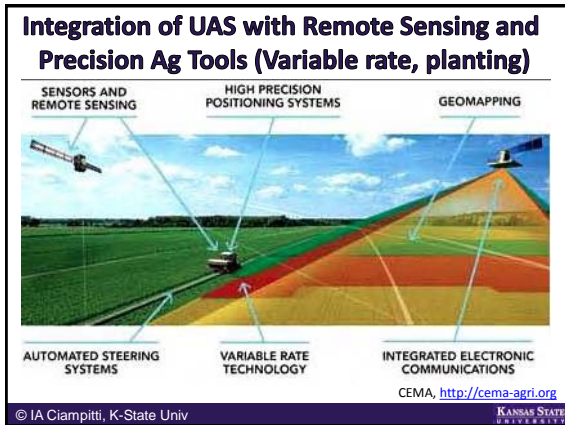 Integration of UAS with Remote Sensing and
Precision Ag Tools (Variable rate, planting)
SENSORS AND
REMOTE SENSING
HIGH PRECISION
POSITIONING SYSTEMS
GEOMAPPING
AUTOMATED STEERING
SYSTEMS
VARIABLE RATE
TECHNOLOGY
INTEGRATED ELECTRONIC
COMMUNICATIONS
CEMA, http://cema-agri.org
© IA Ciampitti, K-State Univ
KANSAS STATE
UNIVERSITY